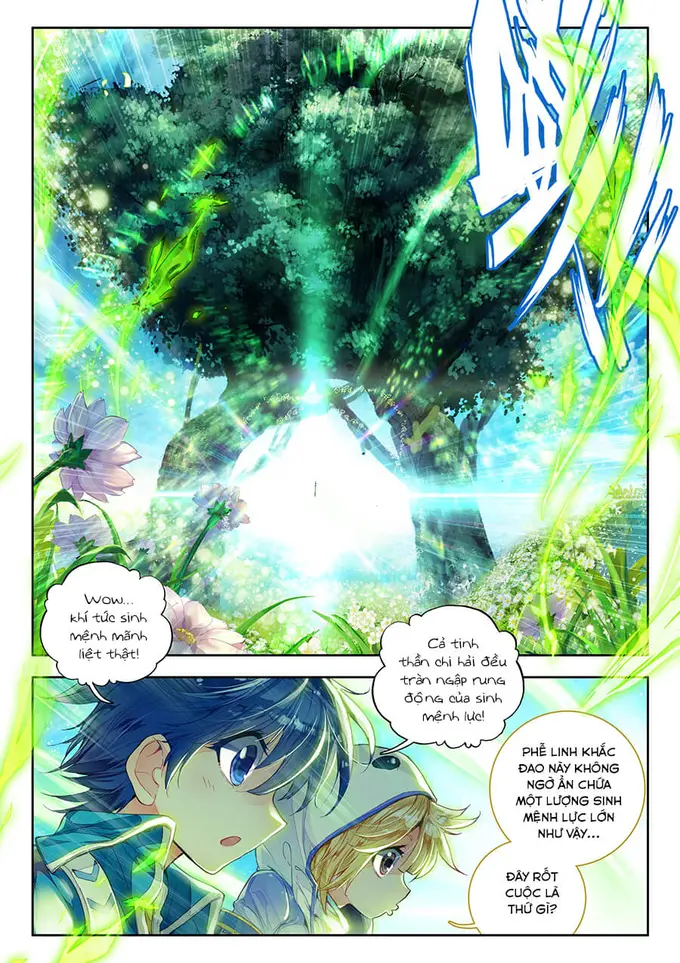 Wow...
khí tức sinh
mệnh mãnh
liệt thật!
Cả tinh
thần chi hải đều
tràn ngập rung
động của sinh
mệnh lực!
PHỆ LINH KHẮC
ĐAO NÀY KHÔNG
NGỜ ẨN CHỨA
MỘT LƯỢNG SINH
MỆNH LỰC LỚN
NHƯ VẬY...
ĐÂY RỐT
CUỘC LÀ
THỨ GÌ?